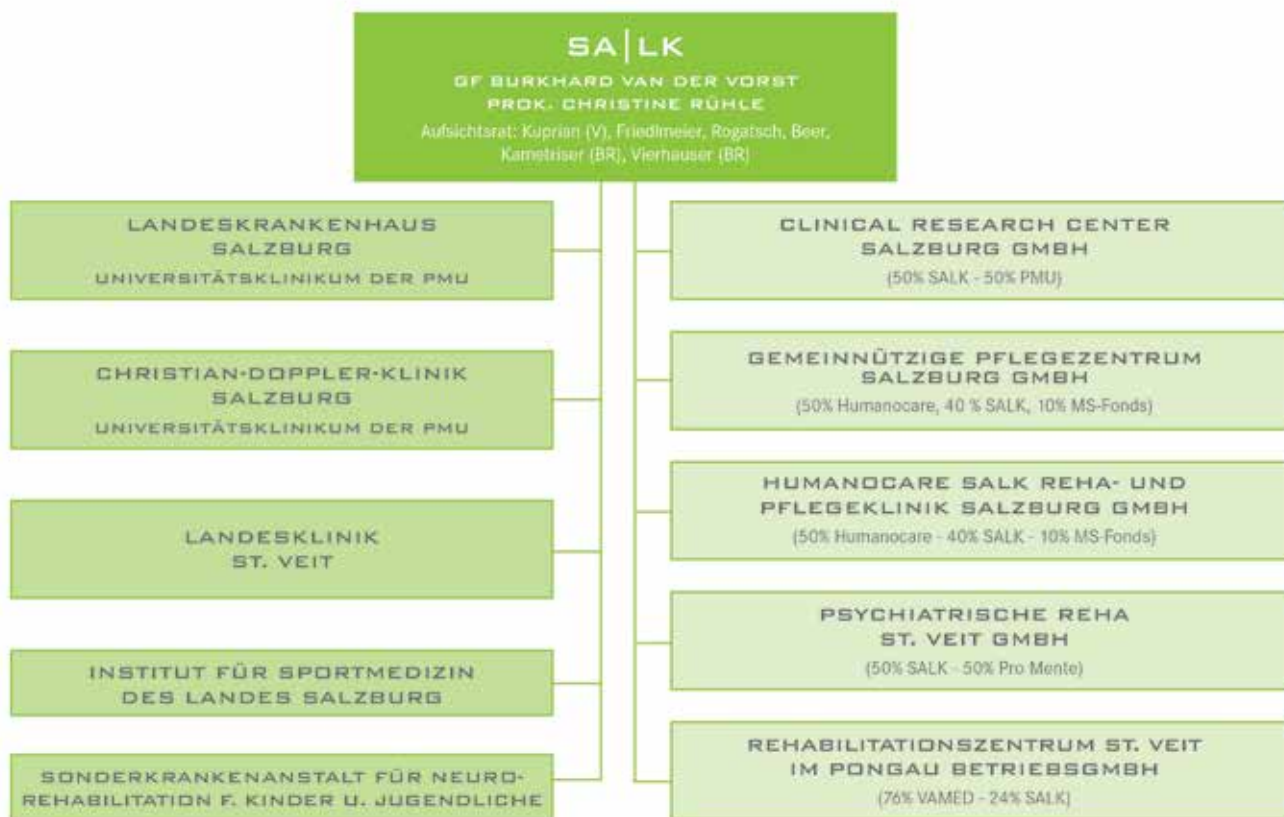 SA|LK
GF BURKHARD VAN DER VORST
PROK. CHRISTINE RÜHLE
Aufsichtsrat: Kuprian (V), Friedlmeier, Rogatsch, Beer,
Kametriser (BR), Vierhauser (BR)
LANDESKRANKENHAUS
SALZBURG
UNIVERSITÄTSKLINIKUM DER PMU
CHRISTIAN-DOPPLER-KLINIK
SALZBURG
UNIVERSITÄTSKLINIKUM DER PMU
LANDESKLINIK
ST. VEIT
INSTITUT FÜR SPORTMEDIZIN
DES LANDES SALZBURG
SONDERKRANKENANSTALT FÜR NEURO-
REHABILITATION F. KINDER U. JUGENDLICHE
CLINICAL RESEARCH CENTER
SALZBURG GMBH
(50% SALK - 50% PMU)
GEMEINNÜTZIGE PFLEGEZENTRUM
SALZBURG GMBH
(50% Humanocare, 40 % SALK, 10% MS-Fonds)
HUMANOCARE SALK REHA- UND
PFLEGEKLINIK SALZBURG GMBH
(50% Humanocare - 40% SALK - 10% MS-Fonds)
PSYCHIATRISCHE REHA
ST. VEIT GMBH
(50% SALK - 50% Pro Mente)
REHABILITATIONSZENTRUM ST. VEIT
IM PONGAU BETRIEBSGMBH
(76% VAMED - 24% SALK)